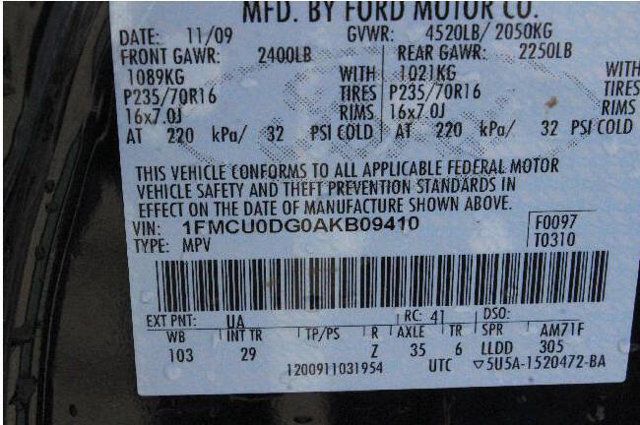 MFD. BY FORD MOTOR CO.
DATE: 11/09 GVWR: 4520LB/ 2050KG
FRONT GAWR: 2400LB REAR GAWR: 2250LB
1089KG WITH 1021KG WITH
P235/70R16 TIRES P235/70R16 TIRES
16x7.0J RIMS 16x7.0J RIMS
AT 220 kPa/ 32 PSI COLD AT 220 kPa/ 32 PSI COLD
THIS VEHICLE CONFORMS TO ALL APPLICABLE FEDERAL MOTOR
VEHICLE SAFETY AND THEFT PREVENTION STANDARDS IN
EFFECT ON THE DATE OF MANUFACTURE SHOWN ABOVE.
VIN: 1FMCU0DG0AKB09410 F0097
TYPE: MPV T0310
EXT PNT: UA RC: 41 DSO:
WB INT TR TP/PS R AXLE TR SPR AM71F
103 29 Z 35 6 LLDD 305
1200911031954 UTC ▽5U5A-1520472-BA